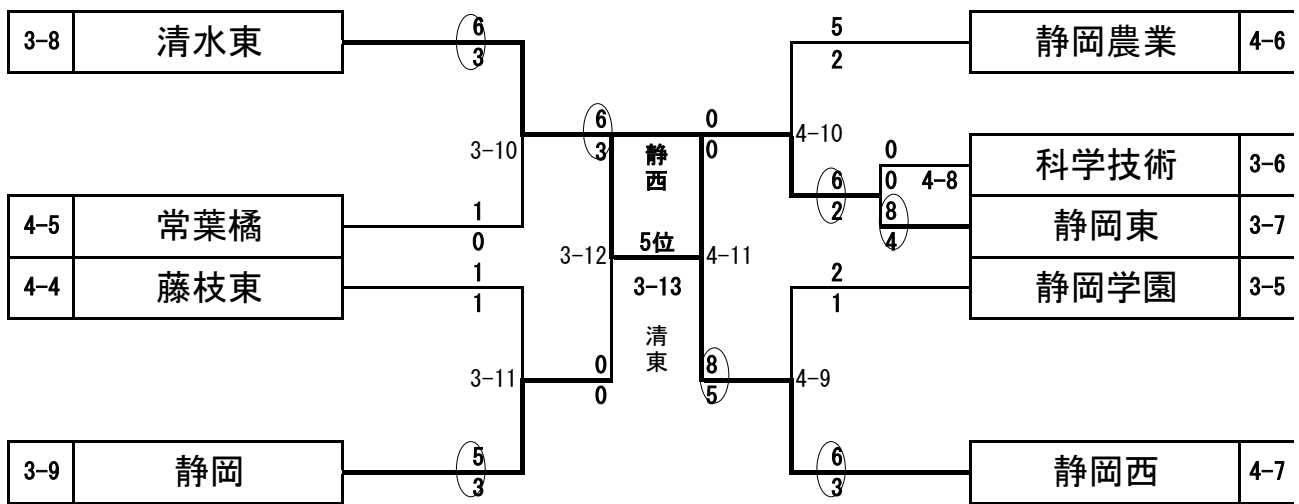 3-8 清水東 6 5 静岡農業 4-6
3 2
6 0
3-10 3 0 4-10
静 0 科学技術 3-6
西 6 0 4-8
4-5 常葉橘 1 2 8 静岡東 3-7
0 5位 4
3-12 4-11
4-4 藤枝東 1 3-13 2 静岡学園 3-5
1 1
清
東
0 8
3-11 0 5 4-9
3-9 静岡 5 6 静岡西 4-7
3 3